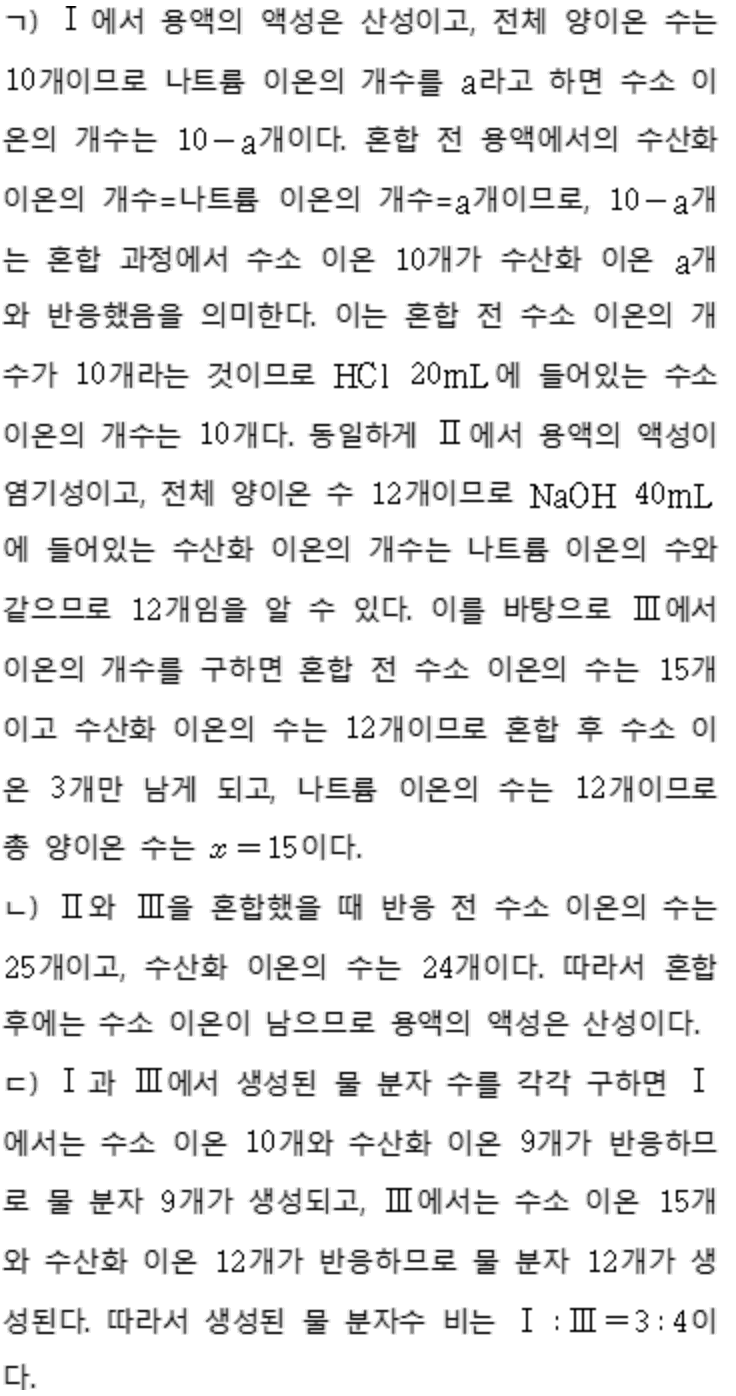 ㄱ) Ⅰ에서 용액의 액성은 산성이고, 전체 양이온 수는
10개이므로 나트륨 이온의 개수를 a라고 하면 수소 이
온의 개수는 10-a개이다. 혼합 전 용액에서의 수산화
이온의 개수=나트륨 이온의 개수=a개이므로, 10-a개
는 혼합 과정에서 수소 이온 10개가 수산화 이온 a개
와 반응했음을 의미한다. 이는 혼합 전 수소 이온의 개
수가 10개라는 것이므로 HCl 20mL에 들어있는 수소
이온의 개수는 10개다. 동일하게 Ⅱ에서 용액의 액성이
염기성이고, 전체 양이온 수 12개이므로 NaOH 40mL
에 들어있는 수산화 이온의 개수는 나트륨 이온의 수와
같으므로 12개임을 알 수 있다. 이를 바탕으로 Ⅲ에서
이온의 개수를 구하면 혼합 전 수소 이온의 수는 15개
이고 수산화 이온의 수는 12개이므로 혼합 후 수소 이
온 3개만 남게 되고, 나트륨 이온의 수는 12개이므로
총 양이온 수는 x=15이다.
ㄴ) Ⅱ와 Ⅲ을 혼합했을 때 반응 전 수소 이온의 수는
25개이고, 수산화 이온의 수는 24개이다. 따라서 혼합
후에는 수소 이온이 남으므로 용액의 액성은 산성이다.
ㄷ) Ⅰ과 Ⅲ에서 생성된 물 분자 수를 각각 구하면 Ⅰ
에서는 수소 이온 10개와 수산화 이온 9개가 반응하므
로 물 분자 9개가 생성되고, Ⅲ에서는 수소 이온 15개
와 수산화 이온 12개가 반응하므로 물 분자 12개가 생
성된다. 따라서 생성된 물 분자수 비는 Ⅰ:Ⅲ=3:4이
다.